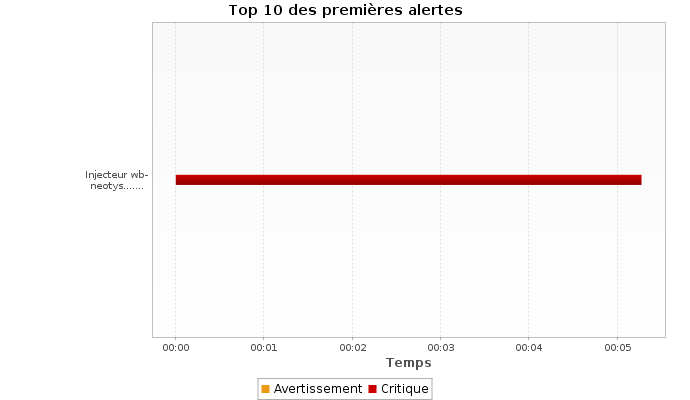 Top 10 des premières alertes
Injecteur wb-
neotys.......
00:00 00:01 00:02 00:03 00:04 00:05
Temps
Avertissement Critique